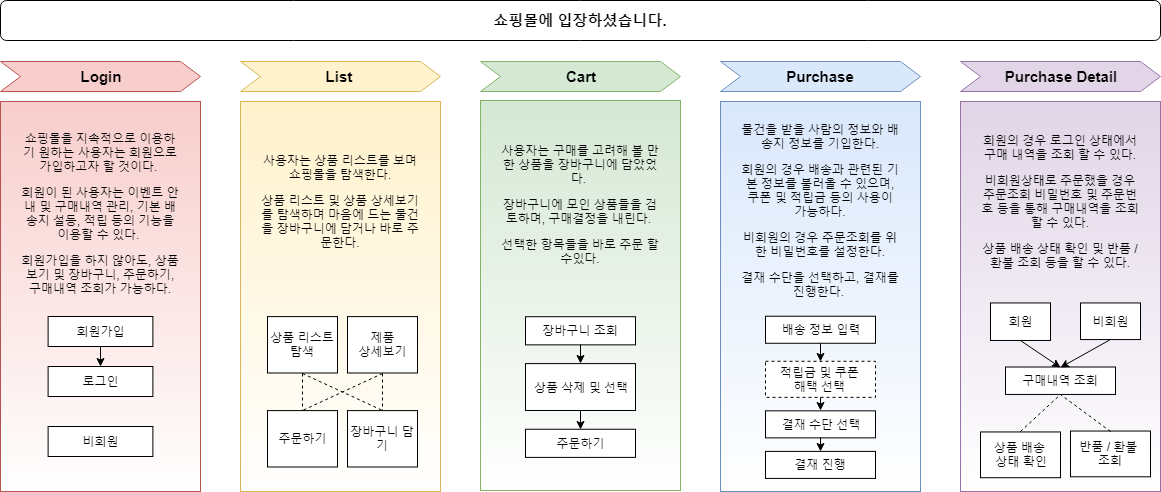 쇼핑몰에 입장하셨습니다.
Login
쇼핑몰을 지속적으로 이용하
기 원하는 사용자는 회원으로
가입하고자 할 것이다.
회원이 된 사용자는 이벤트 안
내 및 구매내역 관리, 기본 배
송지 설등, 적립 등의 기능을
이용할 수 있다.
회원가입을 하지 않아도, 상품
보기 및 장바구니, 주문하기,
구매내역 조회가 가능하다.
회원가입
로그인
비회원
List
사용자는 상품 리스트를 보며
쇼핑몰을 탐색한다.
상품 리스트 및 상품 상세보기
를 탐색하며 마음에 드는 물건
을 장바구니에 담거나 바로 주
문한다.
상품 리스트
탐색
제품
상세보기
주문하기
장바구니 담
기
Cart
사용자는 구매를 고려해 볼 만
한 상품을 장바구니에 담았었
다.
장바구니에 모인 상품들을 검
토하며, 구매결정을 내린다.
선택한 항목들을 바로 주문 할
수있다.
장바구니 조회
상품 삭제 및 선택
주문하기
Purchase
물건을 받을 사람의 정보와 배
송지 정보를 기입한다.
회원의 경우 배송과 관련된 기
본 정보를 불러올 수 있으며,
쿠폰 및 적립금 등의 사용이
가능하다.
비회원의 경우 주문조회를 위
한 비밀번호를 설정한다.
결재 수단을 선택하고, 결재를
진행한다.
배송 정보 입력
적립금 및 쿠폰
해택 선택
결재 수단 선택
결재 진행
Purchase Detail
회원의 경우 로그인 상태에서
구매 내역을 조회 할 수 있다.
비회원상태로 주문했을 경우
주문조회 비밀번호 및 주문번
호 등을 통해 구매내역을 조회
할 수 있다.
상품 배송 상태 확인 및 반품 /
환불 조회 등을 할 수 있다.
회원
비회원
구매내역 조회
상품 배송
상태 확인
반품 / 환불
조회